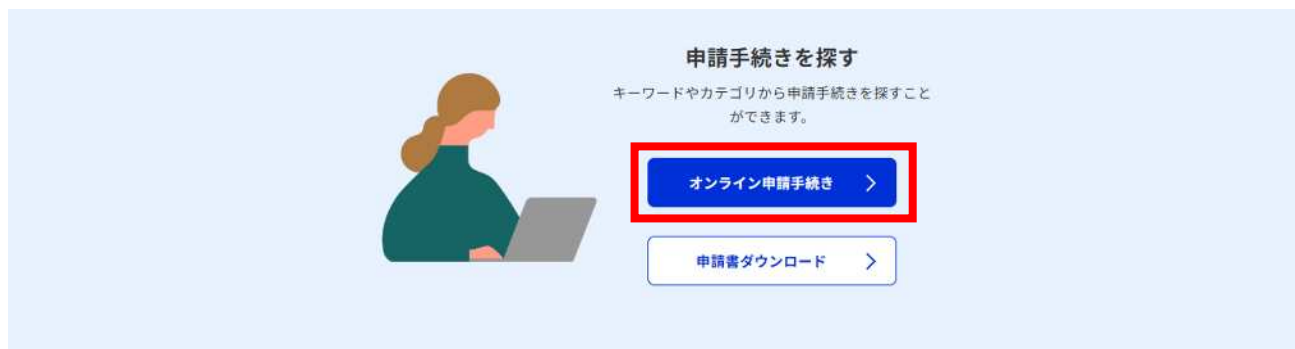 申請手続きを探す
キーワードやカテゴリから申請手続きを探すこと
ができます。
オンライン申請手続き
申請書ダウンロード